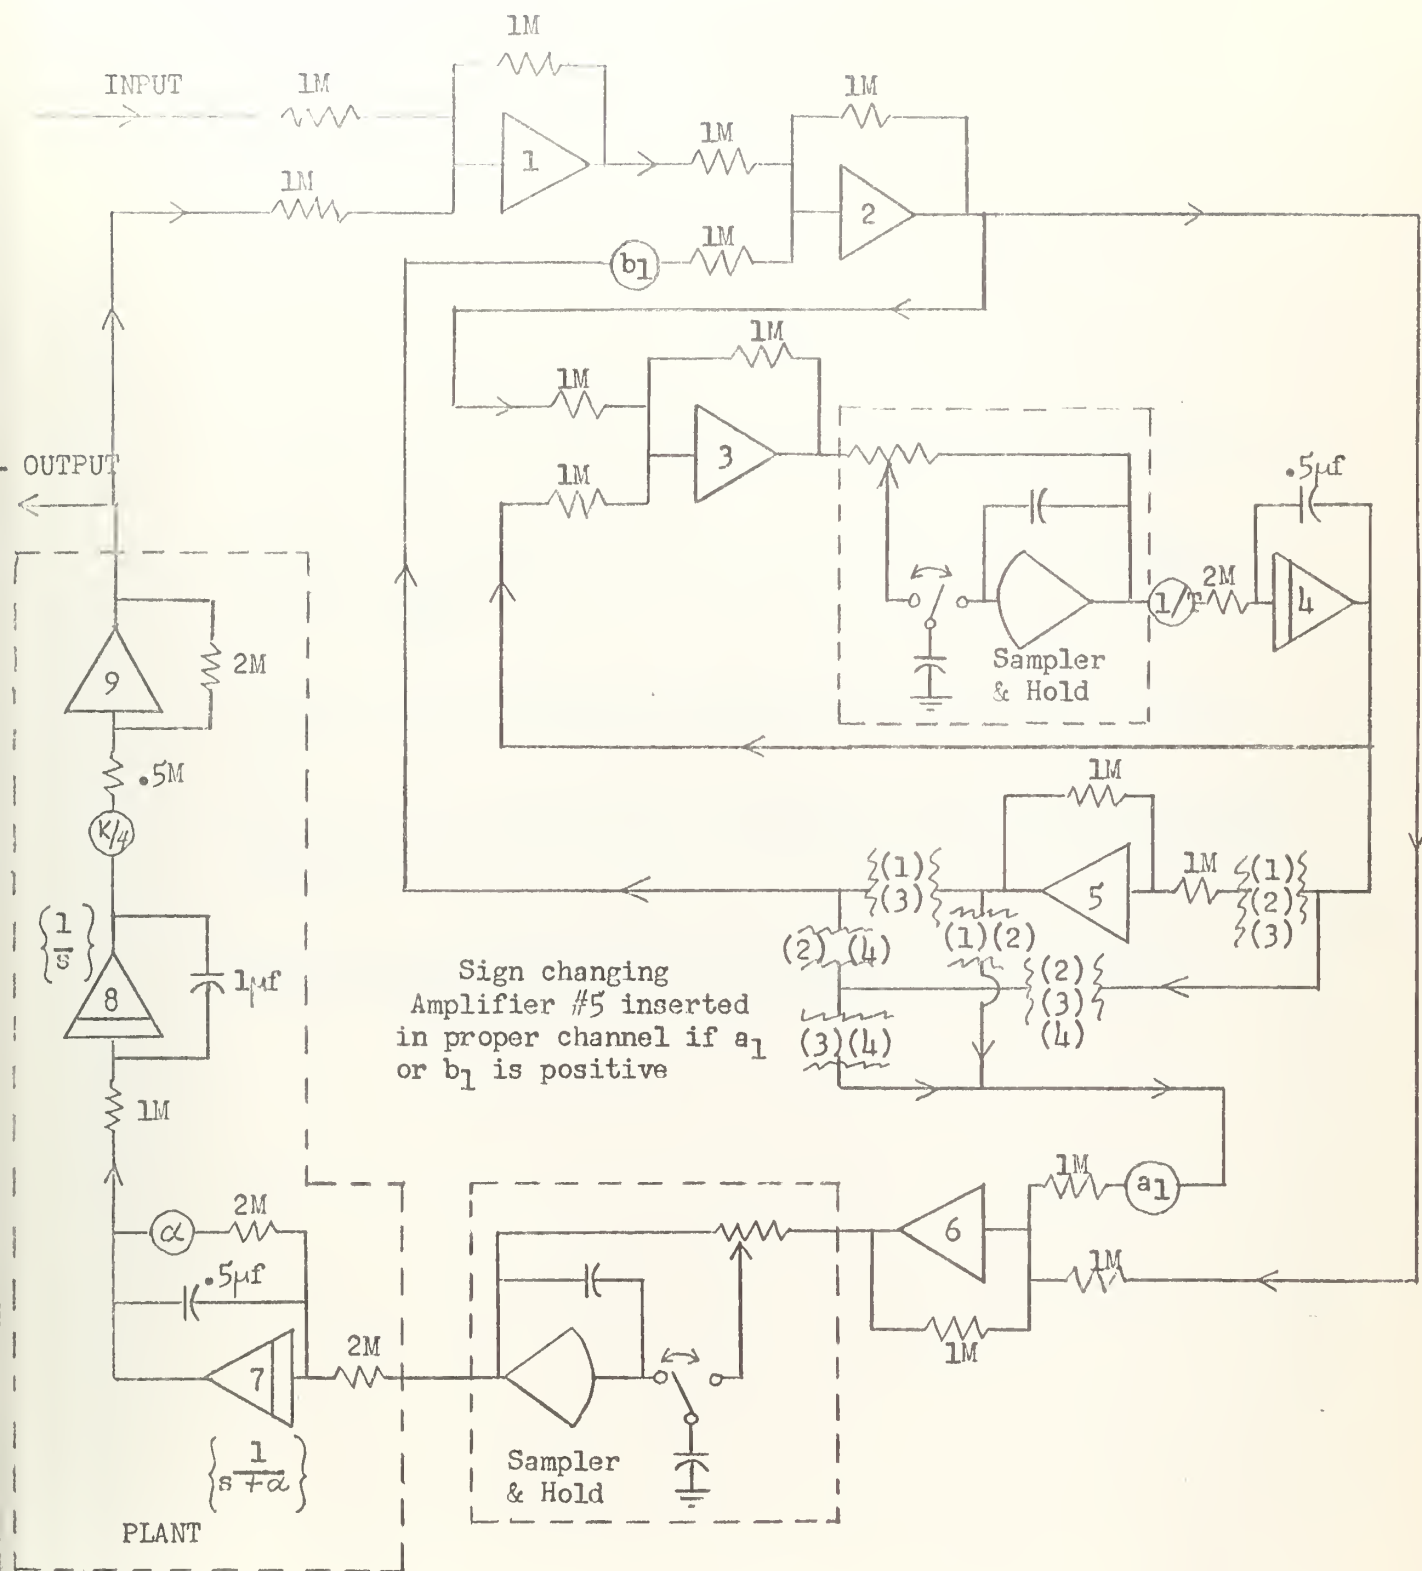 1M
INPUT
1M
1
1M
1M
1M
2
1M
1M
b1
1M
1M
3
1M
OUTPUT
.5µf
1/T
2M
4
Sampler
& Hold
9
2M
.5M
K/4
1M
5
1M
(1)
(2)
(3)
(1)
(3)
(1)(2)
(2) (4)
(2)
(3)
(4)
(3)(4)
{1/s}
8
1µf
Sign changing
Amplifier #5 inserted
in proper channel if a1
or b1 is positive
1M
1M
a1
6
1M
1M
α
2M
.5µf
7
2M
{1/s+α}
Sampler
& Hold
PLANT